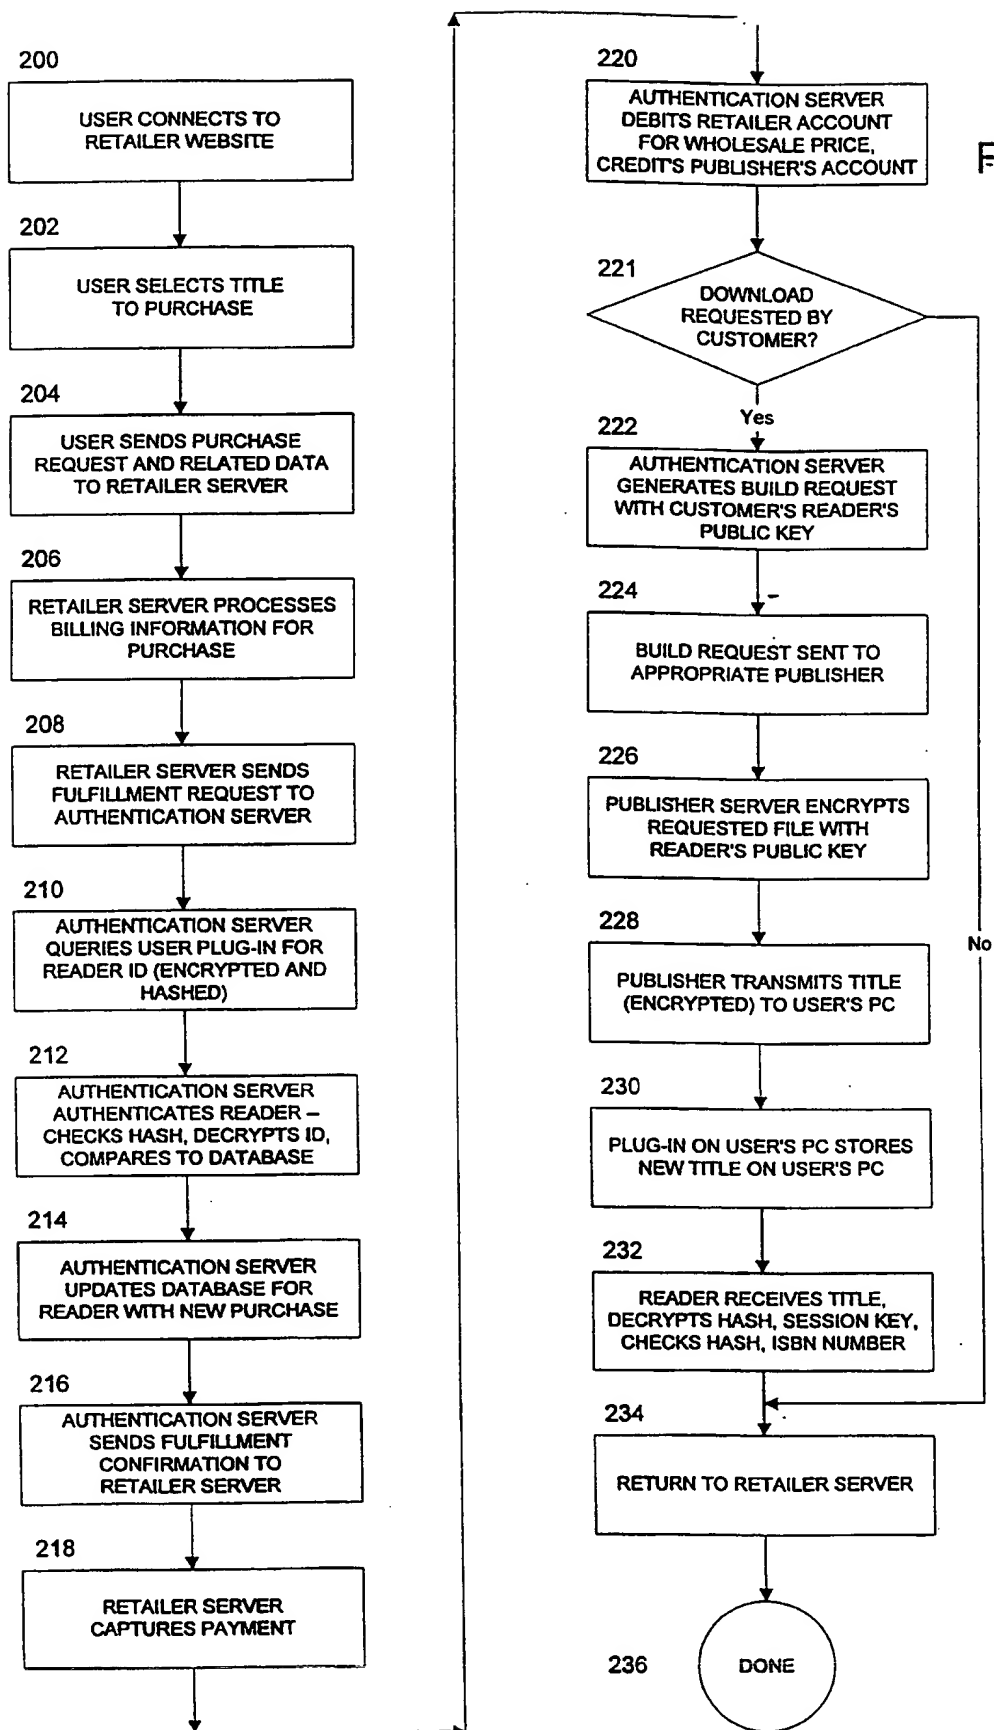 200
USER CONNECTS TO
RETAILER WEBSITE
202
USER SELECTS TITLE
TO PURCHASE
204
USER SENDS PURCHASE
REQUEST AND RELATED DATA
TO RETAILER SERVER
206
RETAILER SERVER PROCESSES
BILLING INFORMATION FOR
PURCHASE
208
RETAILER SERVER SENDS
FULFILLMENT REQUEST TO
AUTHENTICATION SERVER
210
AUTHENTICATION SERVER
QUERIES USER PLUG-IN FOR
READER ID (ENCRYPTED AND
HASHED)
212
AUTHENTICATION SERVER
AUTHENTICATES READER –
CHECKS HASH, DECRYPTS ID,
COMPARES TO DATABASE
214
AUTHENTICATION SERVER
UPDATES DATABASE FOR
READER WITH NEW PURCHASE
216
AUTHENTICATION SERVER
SENDS FULFILLMENT
CONFIRMATION TO
RETAILER SERVER
218
RETAILER SERVER
CAPTURES PAYMENT
220
AUTHENTICATION SERVER
DEBITS RETAILER ACCOUNT
FOR WHOLESALE PRICE,
CREDIT'S PUBLISHER'S ACCOUNT
221
DOWNLOAD
REQUESTED BY
CUSTOMER?
Yes
222
AUTHENTICATION SERVER
GENERATES BUILD REQUEST
WITH CUSTOMER'S READER'S
PUBLIC KEY
224
BUILD REQUEST SENT TO
APPROPRIATE PUBLISHER
226
PUBLISHER SERVER ENCRYPTS
REQUESTED FILE WITH
READER'S PUBLIC KEY
228
PUBLISHER TRANSMITS TITLE
(ENCRYPTED) TO USER'S PC
No
230
PLUG-IN ON USER'S PC STORES
NEW TITLE ON USER'S PC
232
READER RECEIVES TITLE,
DECRYPTS HASH, SESSION KEY,
CHECKS HASH, ISBN NUMBER
234
RETURN TO RETAILER SERVER
236
DONE